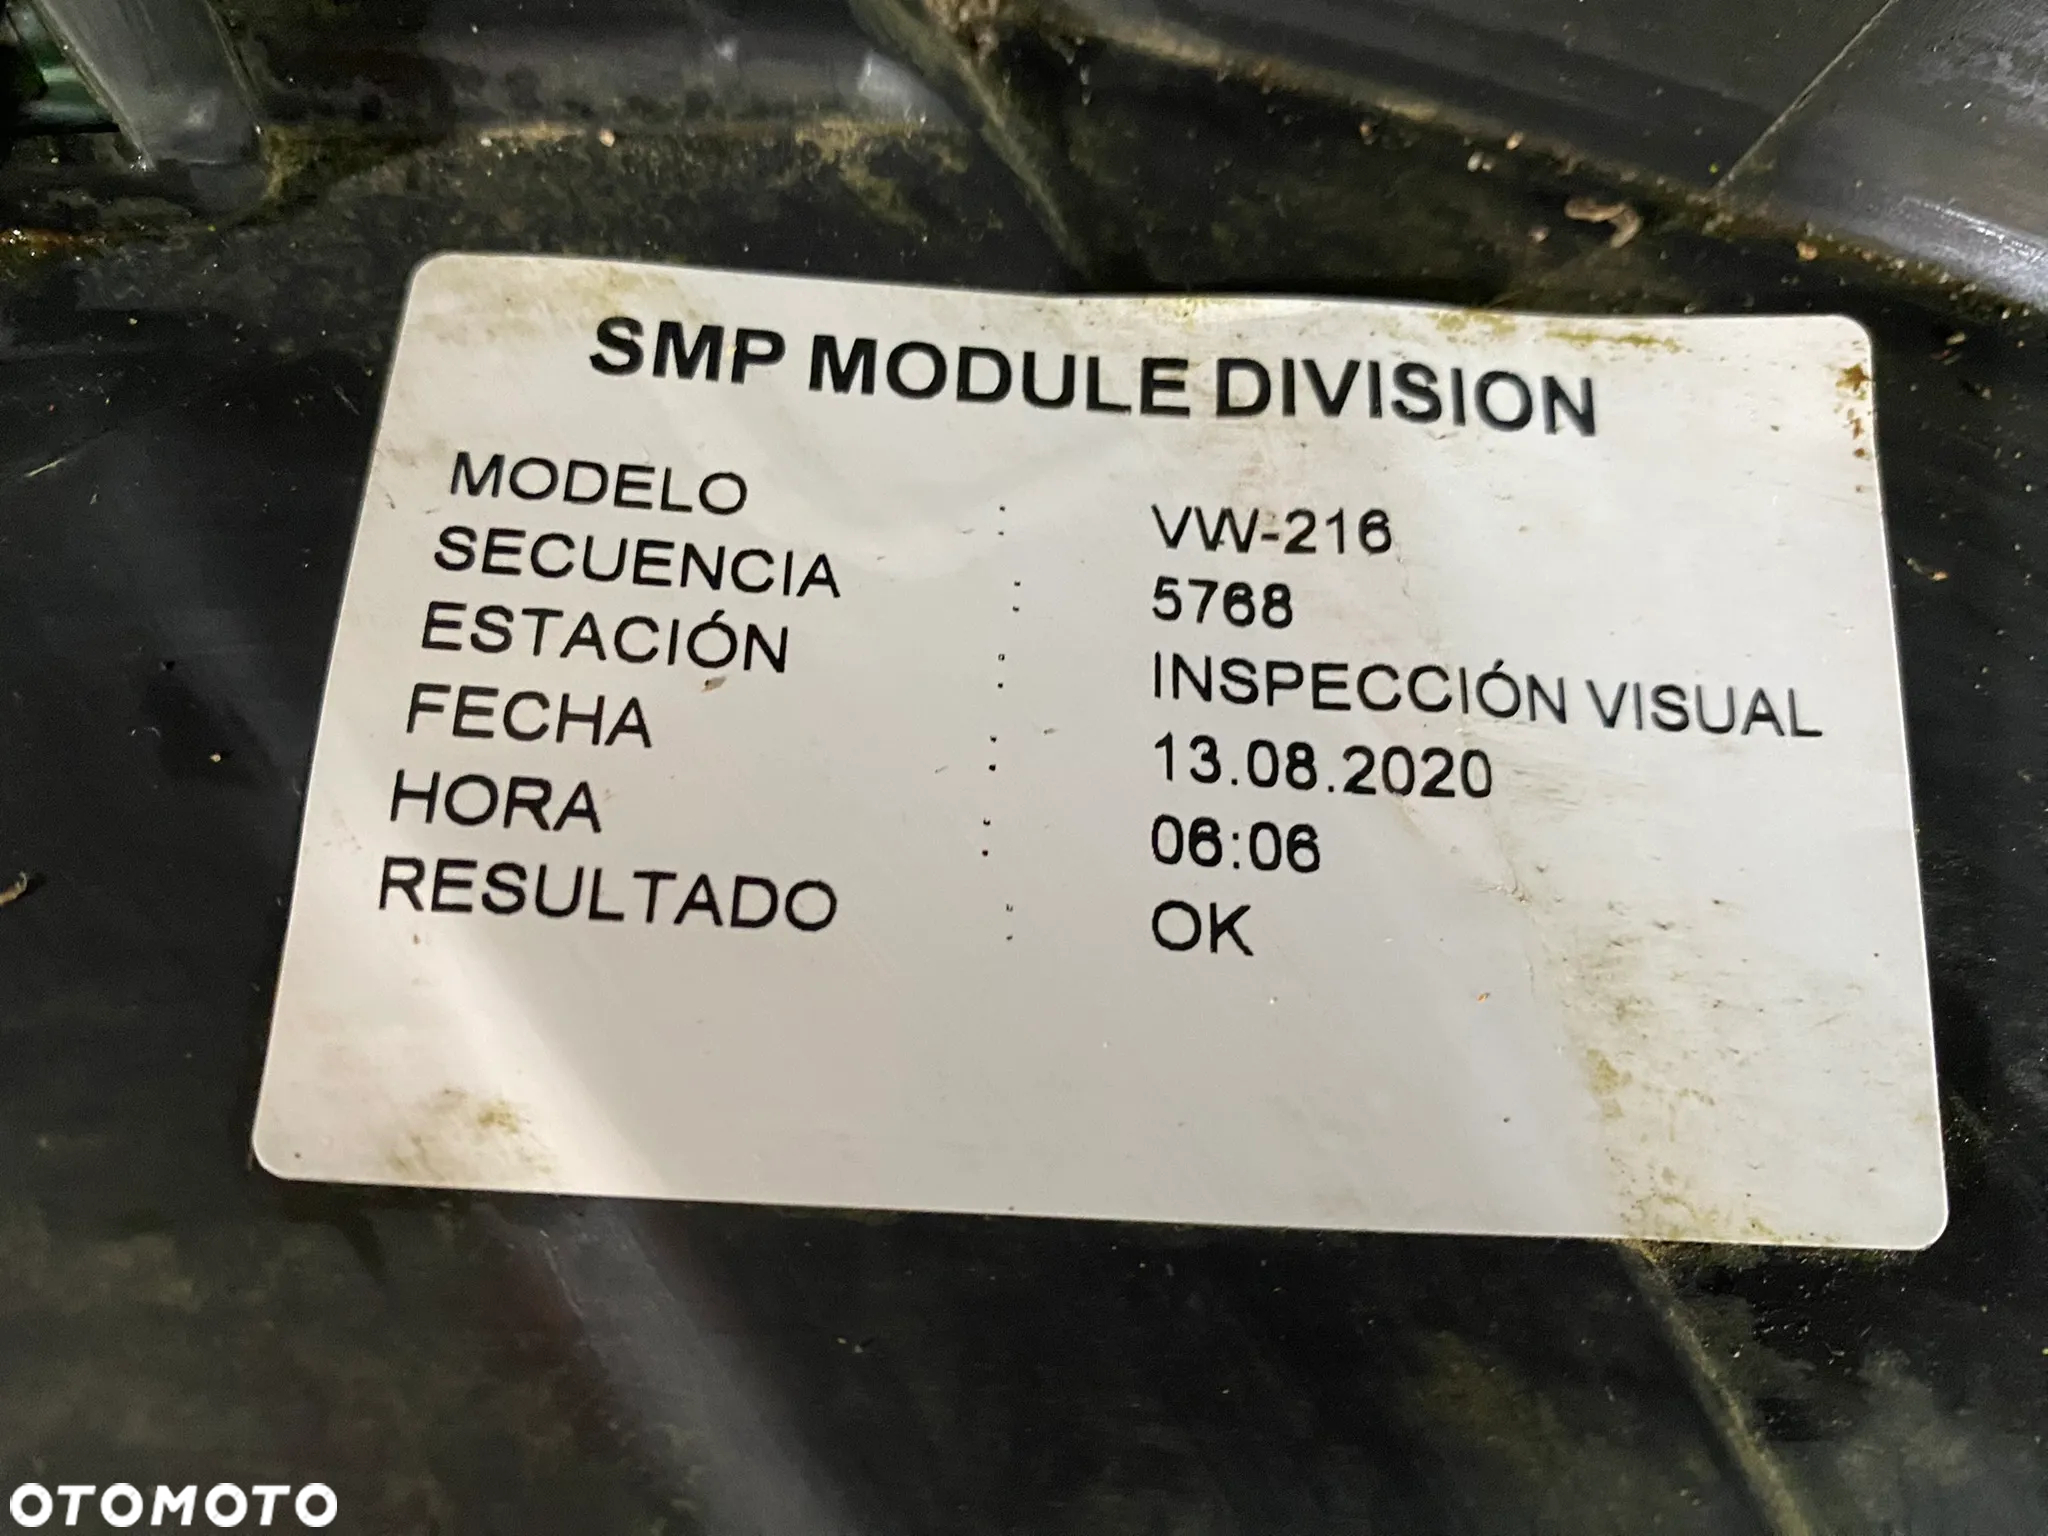 SMP MODULE DIVISION
MODELO : VW-216
SECUENCIA : 5768
ESTACIÓN : INSPECCIÓN VISUAL
FECHA : 13.08.2020
HORA : 06:06
RESULTADO : OK
OTOMOTO